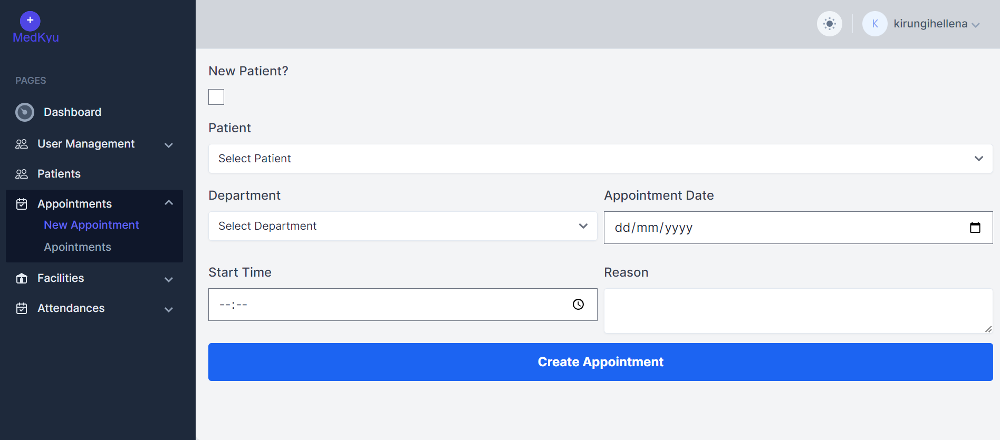 +
MedKyu
PAGES
Dashboard
User Management
Patients
Appointments
New Appointment
Apointments
Facilities
Attendances
K kirungihellena
New Patient?
Patient
Select Patient
Department
Select Department
Appointment Date
dd/mm/yyyy
Start Time
--:--
Reason
Create Appointment